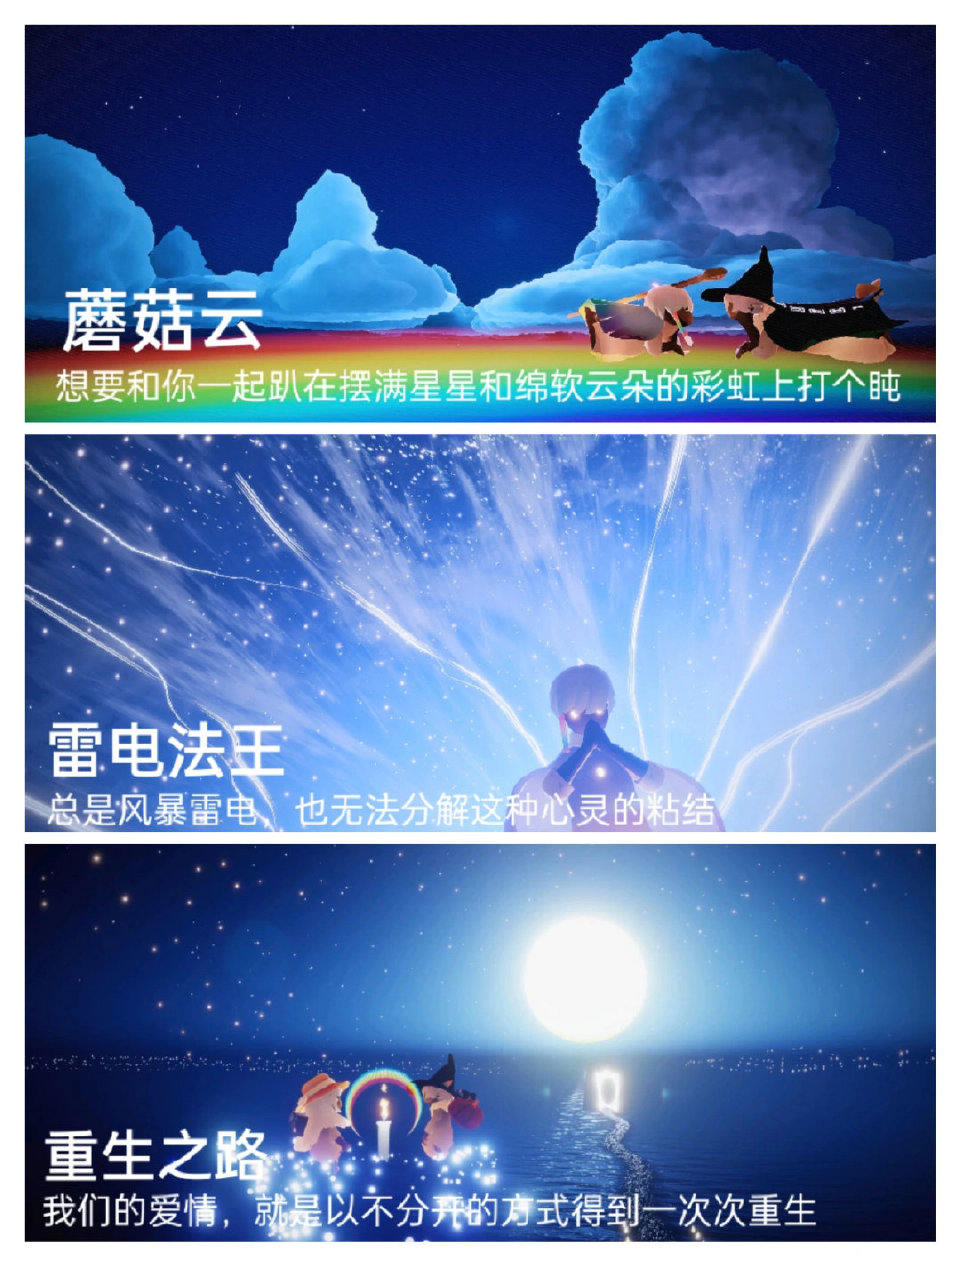 蘑菇云
想要和你一起趴在摆满星星和绵软云朵的彩虹上打个盹
雷电法王
总是风暴雷电，也无法分解这种心灵的粘结
重生之路
我们的爱情，就是以不分开的方式得到一次次重生